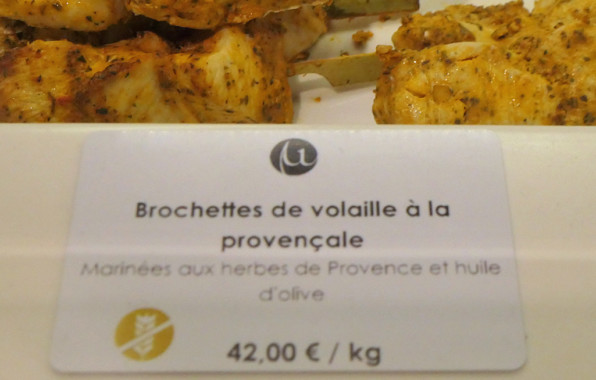 Brochettes de volaille à la
provençale
Marinées aux herbes de Provence et huile
d'olive
42,00 € / kg